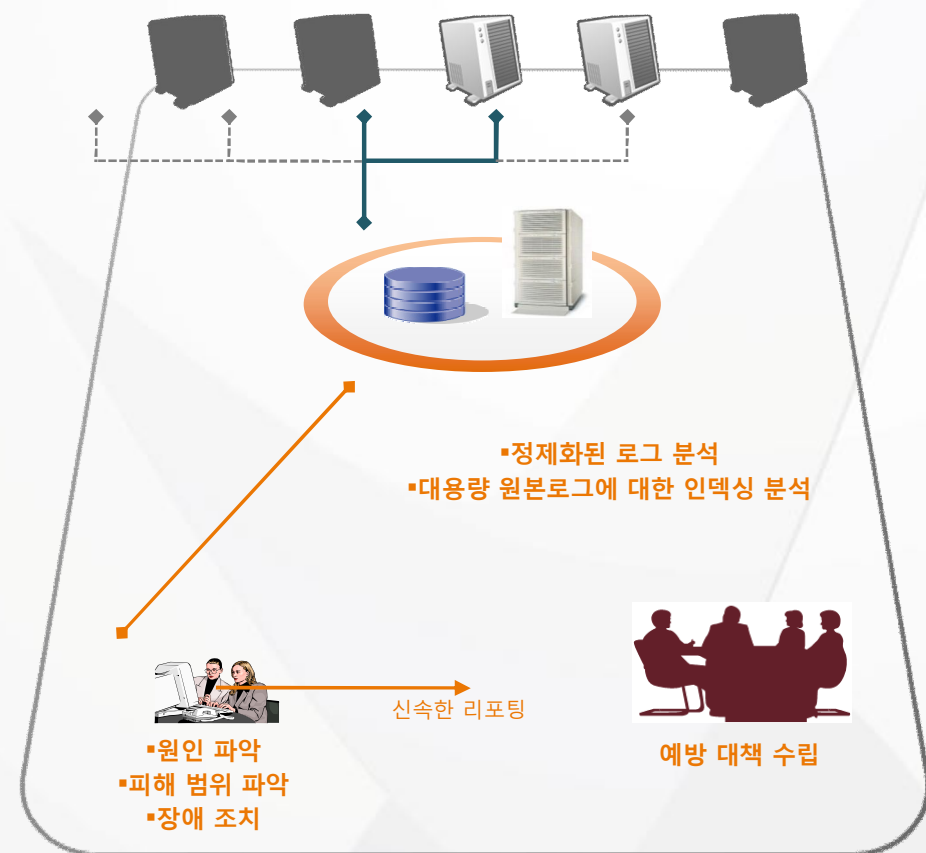 ▪정제화된 로그 분석
▪대용량 원본로그에 대한 인덱싱 분석
신속한 리포팅
▪원인 파악
▪피해 범위 파악
▪장애 조치
예방 대책 수립